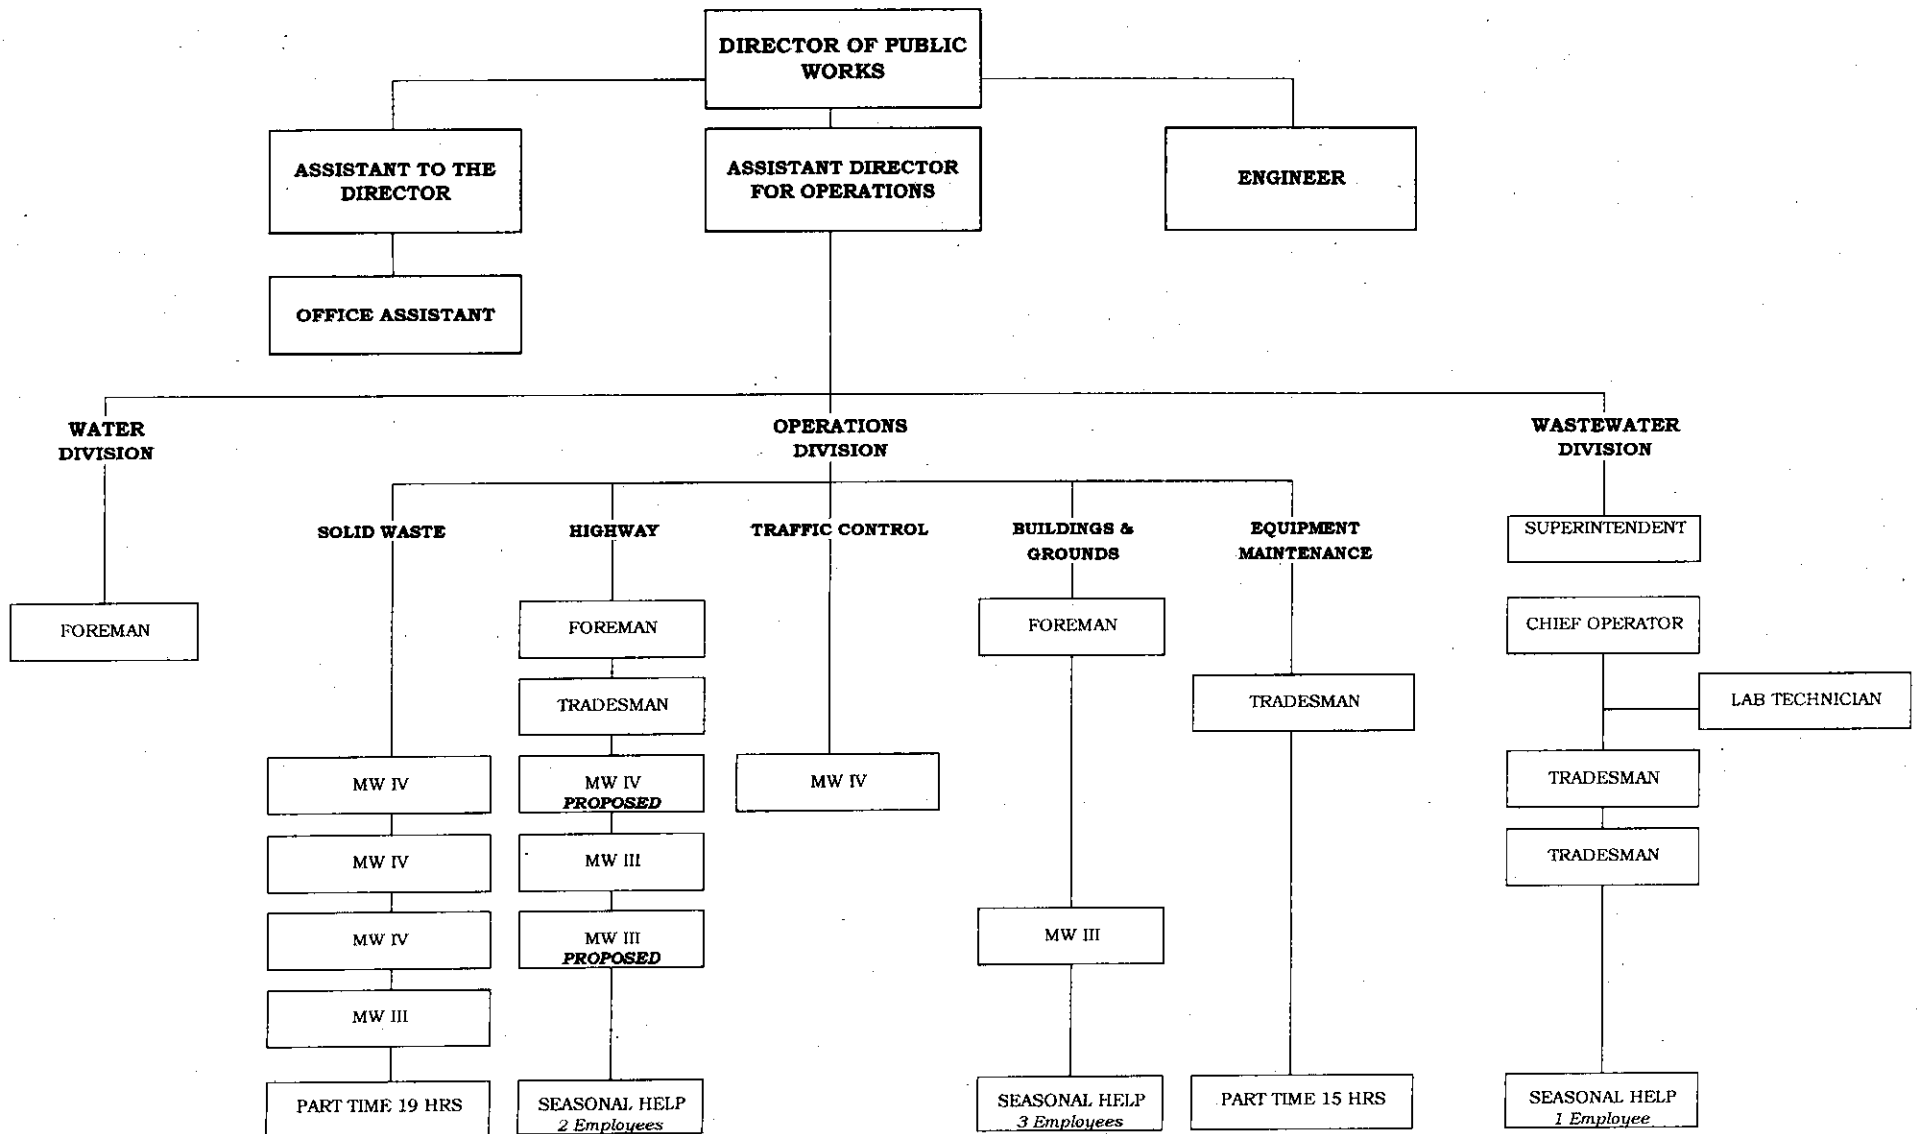 DIRECTOR OF PUBLIC
WORKS
ASSISTANT TO THE
DIRECTOR
ASSISTANT DIRECTOR
FOR OPERATIONS
ENGINEER
OFFICE ASSISTANT
WATER
DIVISION
OPERATIONS
DIVISION
WASTEWATER
DIVISION
SOLID WASTE
HIGHWAY
TRAFFIC CONTROL
BUILDINGS &
GROUNDS
EQUIPMENT
MAINTENANCE
SUPERINTENDENT
FOREMAN
FOREMAN
FOREMAN
CHIEF OPERATOR
TRADESMAN
TRADESMAN
LAB TECHNICIAN
MW IV
MW IV
PROPOSED
MW IV
TRADESMAN
MW IV
MW III
TRADESMAN
MW IV
MW III
PROPOSED
MW III
MW III
PART TIME 19 HRS
SEASONAL HELP
2 Employees
SEASONAL HELP
3 Employees
PART TIME 15 HRS
SEASONAL HELP
1 Employee